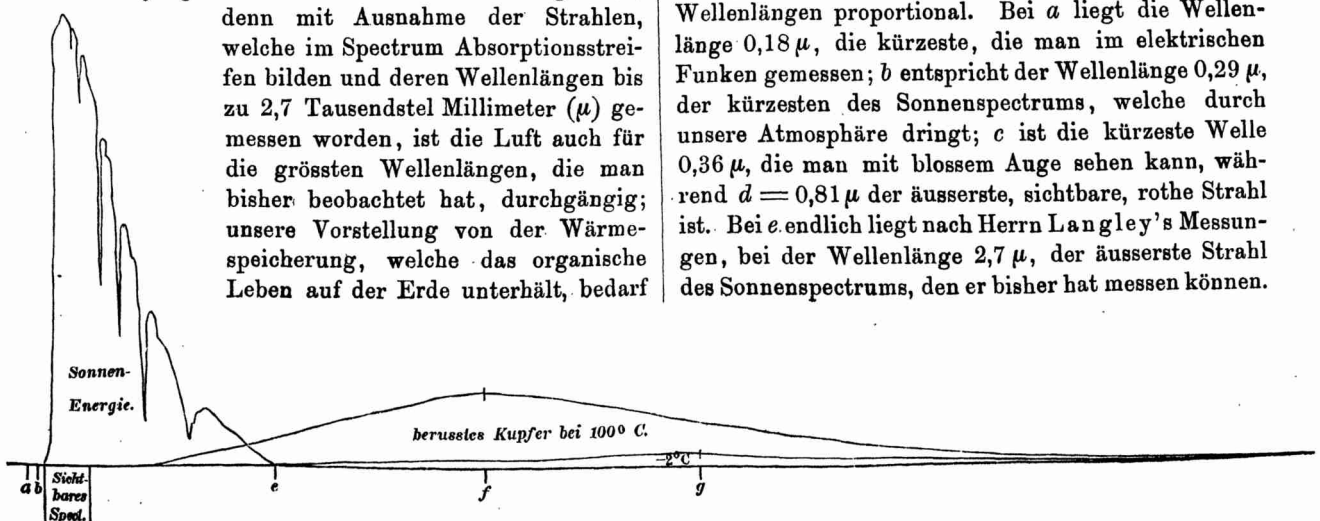 denn mit Ausnahme der Strahlen,
welche im Spectrum Absorptionsstrei-
fen bilden und deren Wellenlängen bis
zu 2,7 Tausendstel Millimeter (μ) ge-
messen worden, ist die Luft auch für
die grössten Wellenlängen, die man
bisher beobachtet hat, durchgängig;
unsere Vorstellung von der Wärme-
speicherung, welche das organische
Leben auf der Erde unterhält, bedarf
Wellenlängen proportional. Bei a liegt die Wellen-
länge 0,18 μ, die kürzeste, die man im elektrischen
Funken gemessen; b entspricht der Wellenlänge 0,29 μ,
der kürzesten des Sonnenspectrums, welche durch
unsere Atmosphäre dringt; c ist die kürzeste Welle
0,36 μ, die man mit blossem Auge sehen kann, wäh-
rend d = 0,81 μ der äusserste, sichtbare, rothe Strahl
ist. Bei e endlich liegt nach Herrn Langley's Messun-
gen, bei der Wellenlänge 2,7 μ, der äusserste Strahl
des Sonnenspectrums, den er bisher hat messen können.
Sonnen-
Energie.
berusstes Kupfer bei 100° C.
—2°C
a b
Sicht-
bares
Spect.
e
f
g